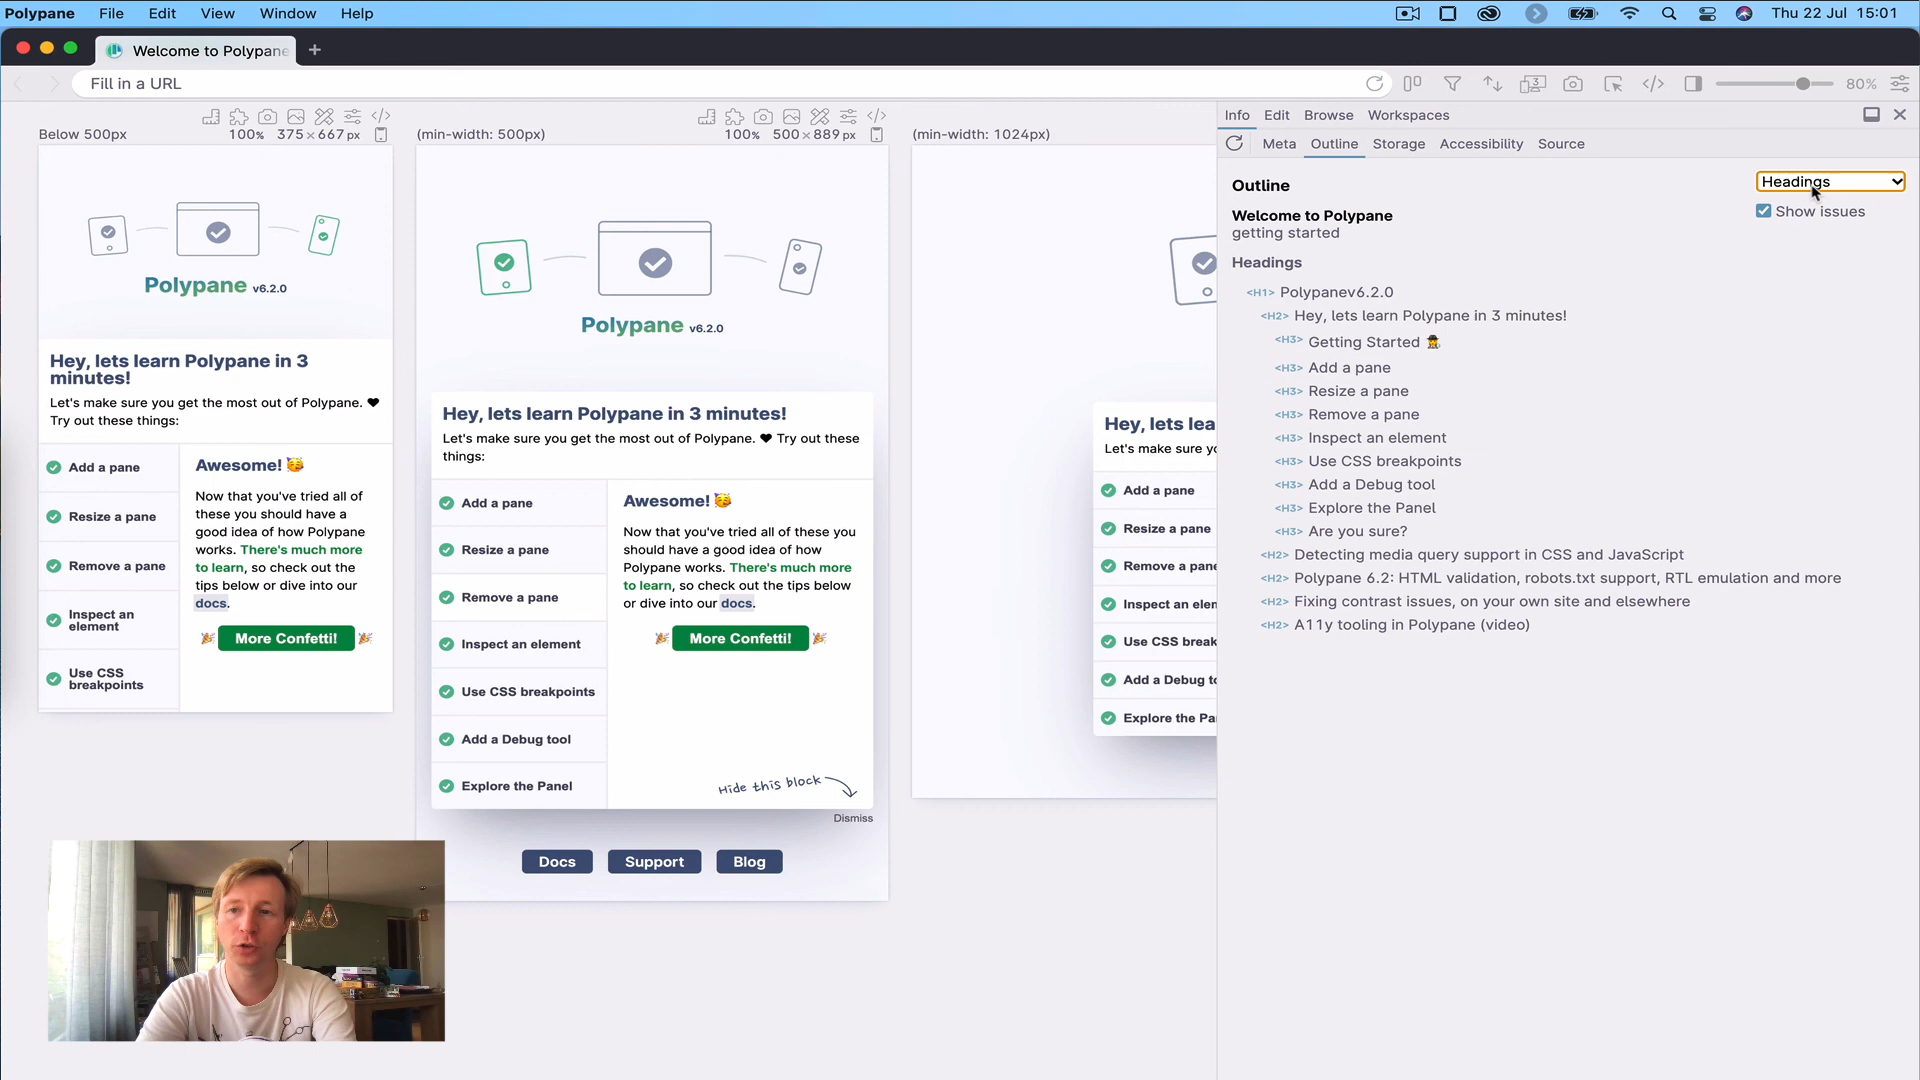 Polypane File Edit View Window Help Thu 22 Jul 15:01
Welcome to Polypane
Fill in a URL 80%
Below 500px 100% 375×667 px
Polypane v6.2.0
Hey, lets learn Polypane in 3
minutes!
Let's make sure you get the most out of Polypane. ❤
Try out these things:
Add a pane
Resize a pane
Remove a pane
Inspect an
element
Use CSS
breakpoints
Awesome! 🥳
Now that you've tried all of
these you should have a
good idea of how Polypane
works. There's much more
to learn, so check out the
tips below or dive into our
docs.
🎉 More Confetti! 🎉
(min-width: 500px) 100% 500×889 px
Polypane v6.2.0
Hey, lets learn Polypane in 3 minutes!
Let's make sure you get the most out of Polypane. ❤ Try out these
things:
Add a pane
Resize a pane
Remove a pane
Inspect an element
Use CSS breakpoints
Add a Debug tool
Explore the Panel
Awesome! 🥳
Now that you've tried all of these you
should have a good idea of how
Polypane works. There's much more
to learn, so check out the tips below
or dive into our docs.
🎉 More Confetti! 🎉
Hide this block
Dismiss
Docs Support Blog
(min-width: 1024px)
Hey, lets lea
Let's make sure yo
Add a pane
Resize a pane
Remove a pane
Inspect an elem
Use CSS break
Add a Debug to
Explore the Pa
Info Edit Browse Workspaces
Meta Outline Storage Accessibility Source
Outline Headings
Show issues
Welcome to Polypane
getting started
Headings
<H1> Polypanev6.2.0
<H2> Hey, lets learn Polypane in 3 minutes!
<H3> Getting Started 🕵
<H3> Add a pane
<H3> Resize a pane
<H3> Remove a pane
<H3> Inspect an element
<H3> Use CSS breakpoints
<H3> Add a Debug tool
<H3> Explore the Panel
<H3> Are you sure?
<H2> Detecting media query support in CSS and JavaScript
<H2> Polypane 6.2: HTML validation, robots.txt support, RTL emulation and more
<H2> Fixing contrast issues, on your own site and elsewhere
<H2> A11y tooling in Polypane (video)